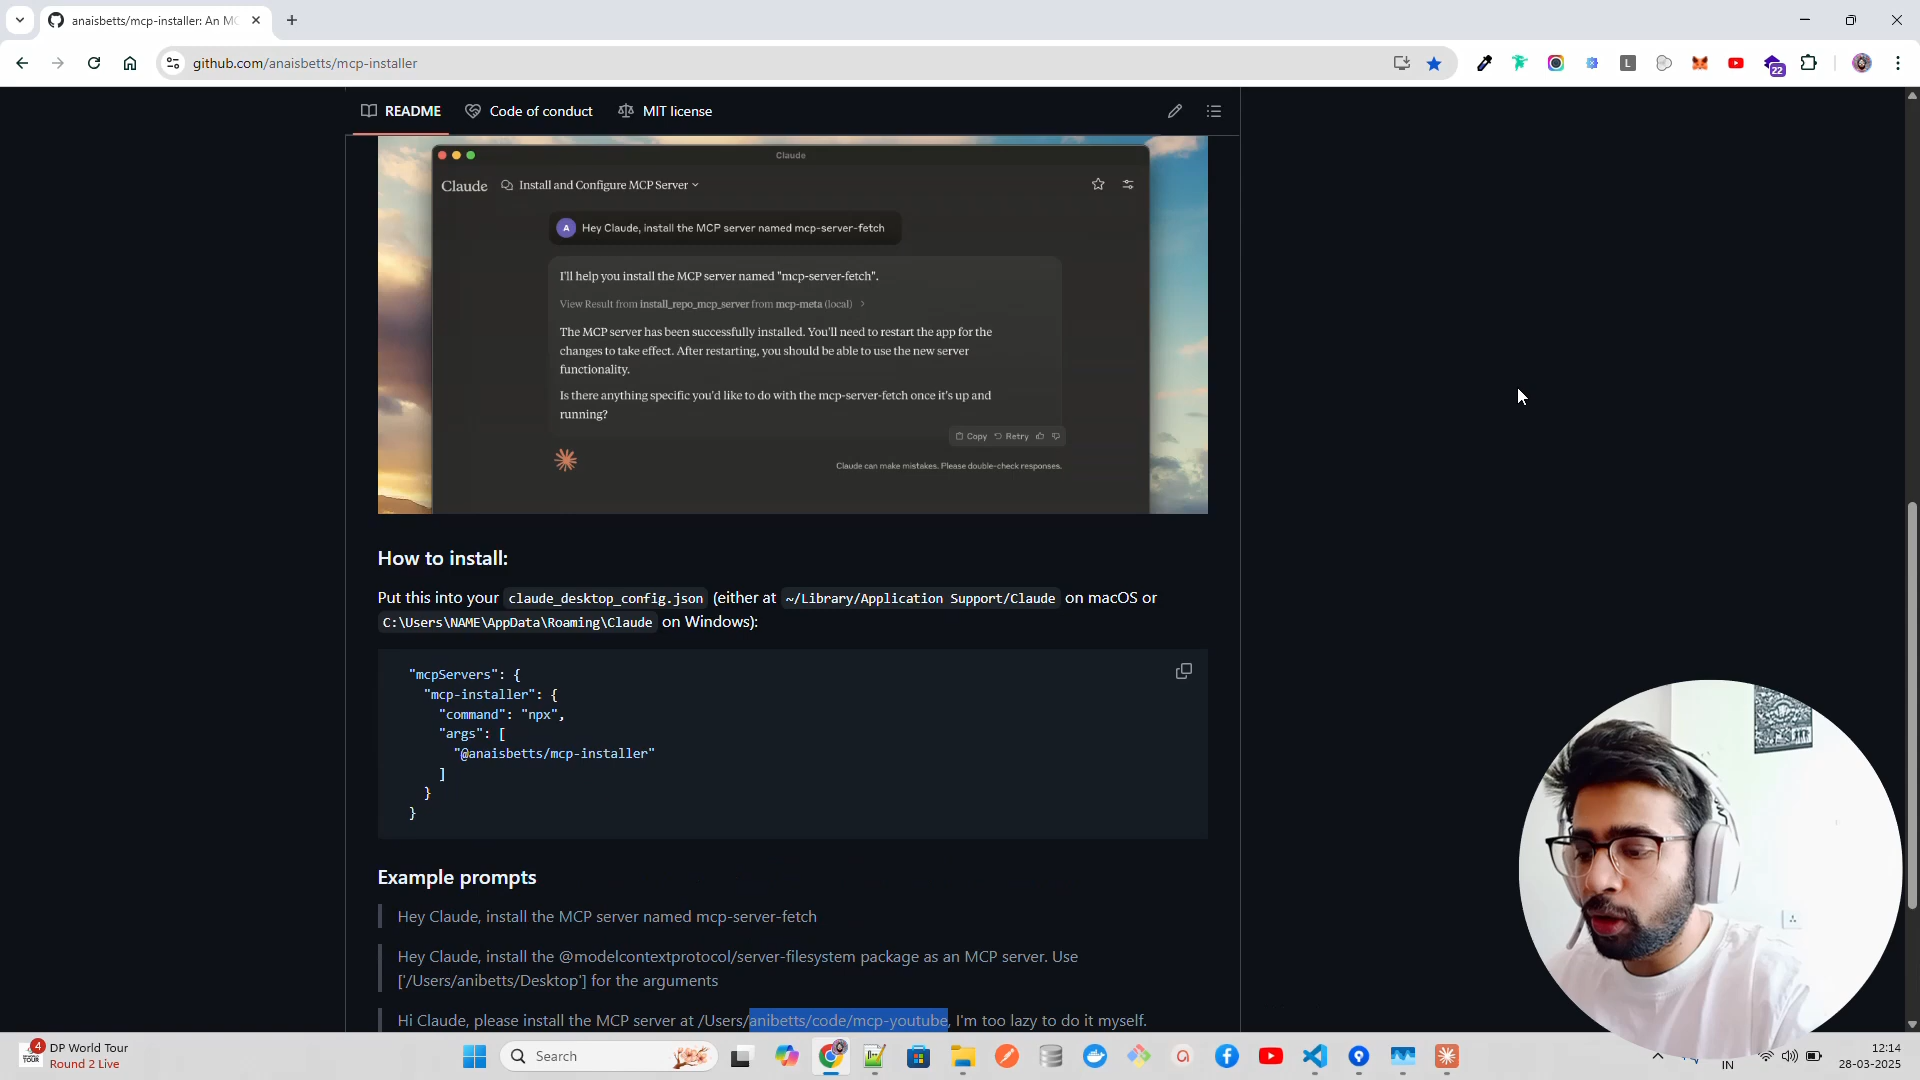 anaisbetts/mcp-installer: An MC
github.com/anaisbetts/mcp-installer
L
22
README
Code of conduct
MIT license
Claude
Claude
Install and Configure MCP Server
A
Hey Claude, install the MCP server named mcp-server-fetch
I'll help you install the MCP server named "mcp-server-fetch".
View Result from install_repo_mcp_server from mcp-meta (local)
The MCP server has been successfully installed. You'll need to restart the app for the
changes to take effect. After restarting, you should be able to use the new server
functionality.
Is there anything specific you'd like to do with the mcp-server-fetch once it's up and
running?
Copy
Retry
Claude can make mistakes. Please double-check responses.
How to install:
Put this into your claude_desktop_config.json (either at ~/Library/Application Support/Claude on macOS or
C:\Users\NAME\AppData\Roaming\Claude on Windows):
"mcpServers": {
"mcp-installer": {
"command": "npx",
"args": [
"@anaisbetts/mcp-installer"
]
}
}
Example prompts
Hey Claude, install the MCP server named mcp-server-fetch
Hey Claude, install the @modelcontextprotocol/server-filesystem package as an MCP server. Use
['/Users/anibetts/Desktop'] for the arguments
Hi Claude, please install the MCP server at /Users/anibetts/code/mcp-youtube, I'm too lazy to do it myself.
4
DP World Tour
Round 2 Live
Search
IN
12:14
28-03-2025